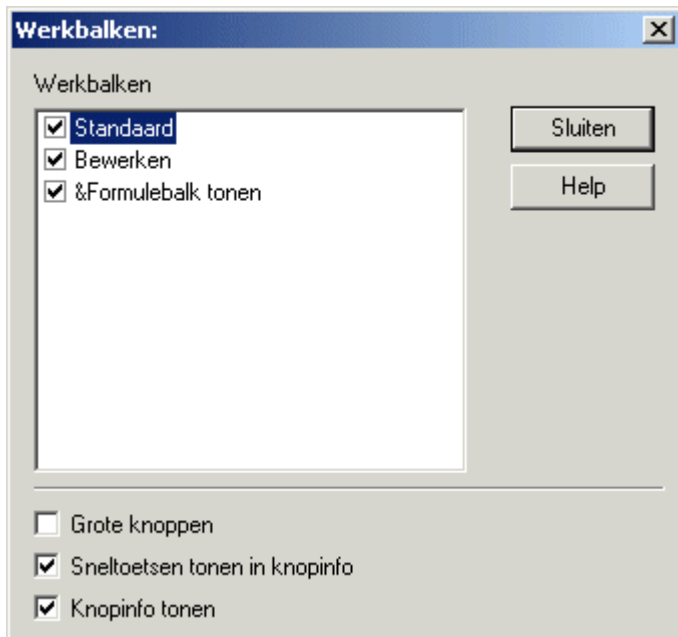 Werkbalken:
Werkbalken
Standaard
Bewerken
&Formulebalk tonen
Sluiten
Help
Grote knoppen
Sneltoetsen tonen in knopinfo
Knopinfo tonen